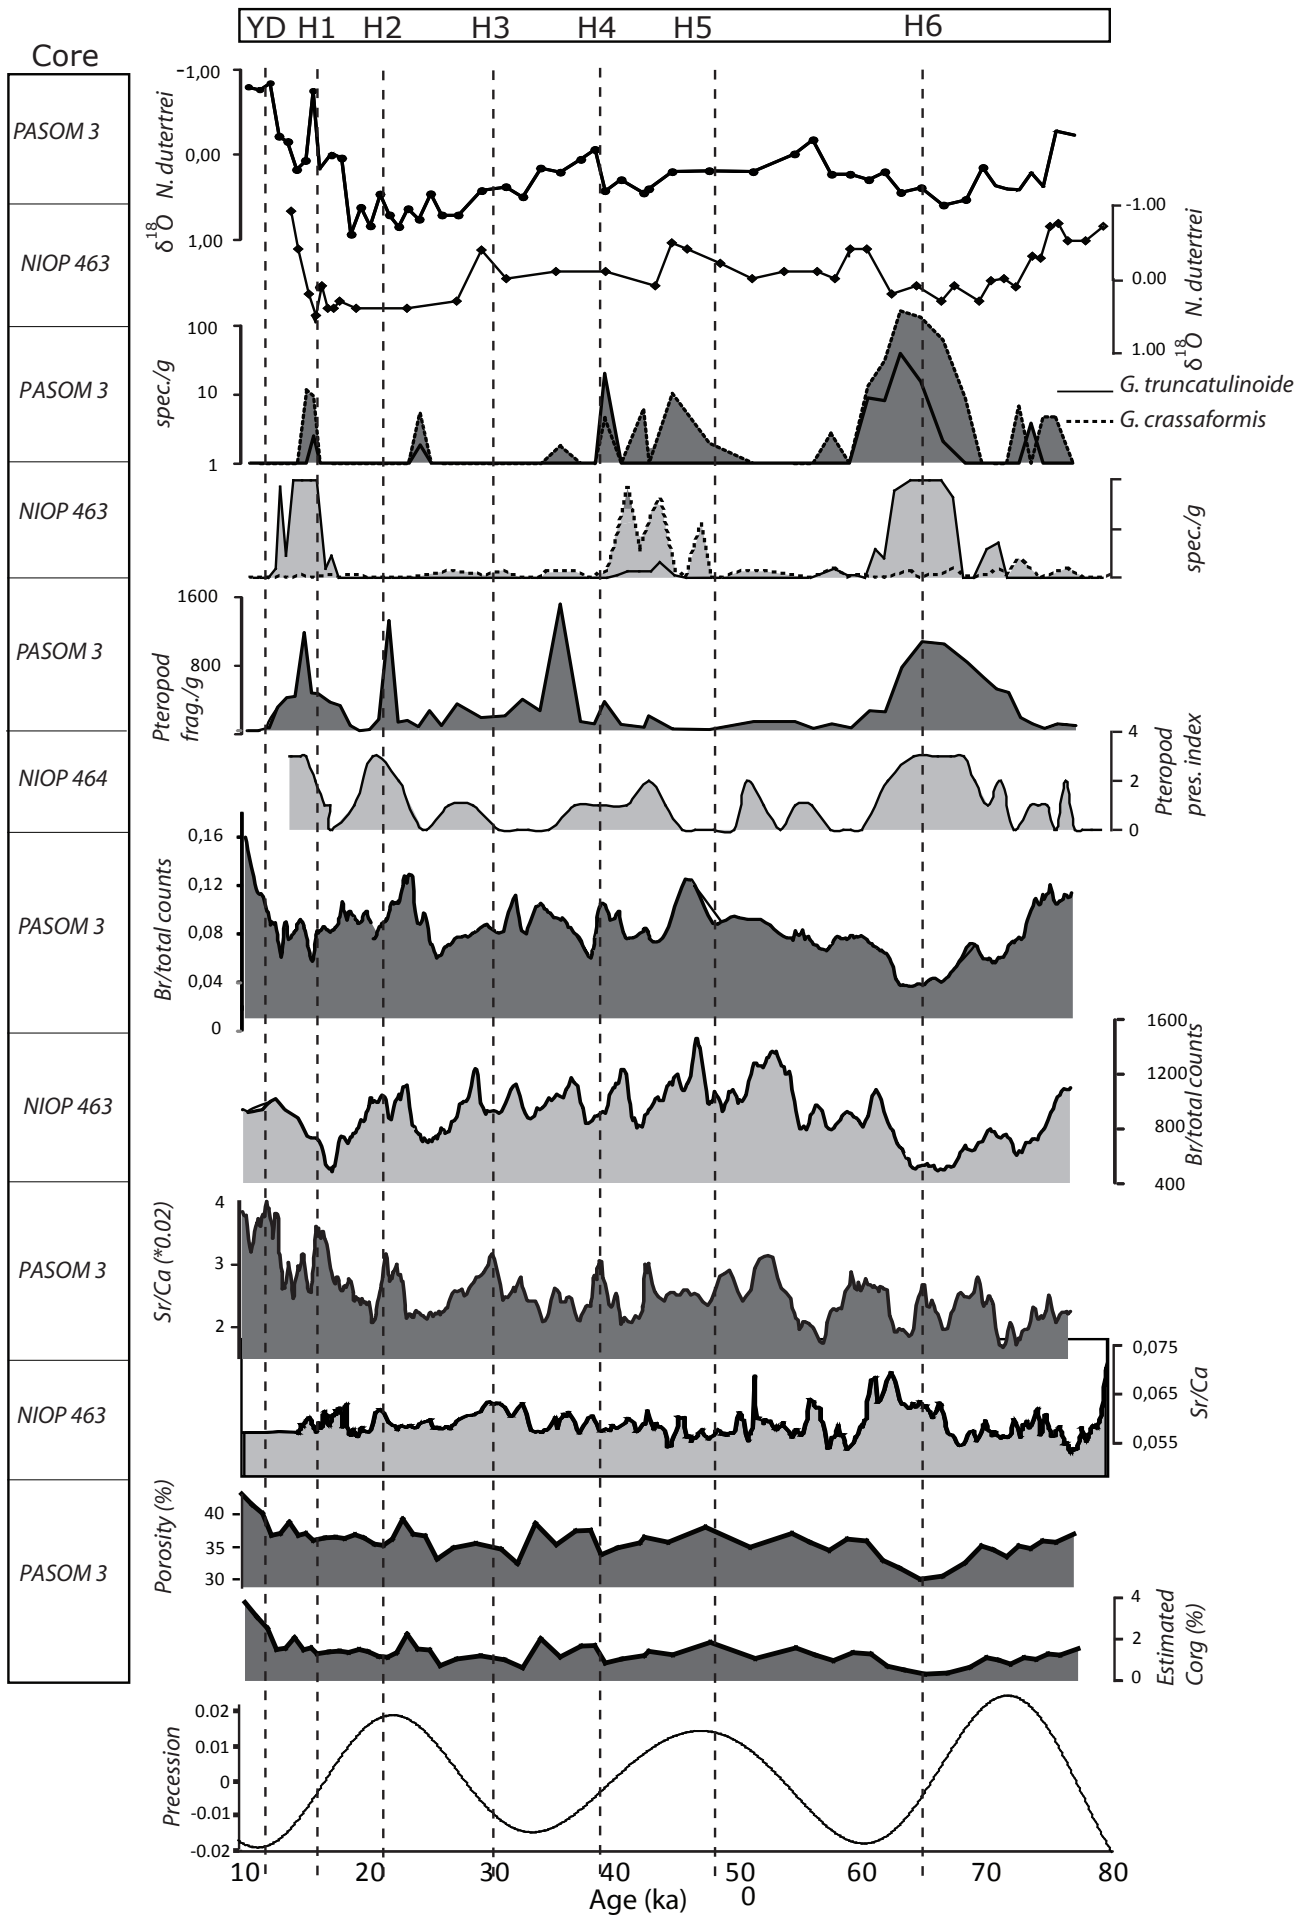 YD H1 H2 H3 H4 H5 H6
Core
PASOM 3
NIOP 463
PASOM 3
NIOP 463
PASOM 3
NIOP 464
PASOM 3
NIOP 463
PASOM 3
NIOP 463
PASOM 3
-1,00
0,00
1,00
δ18O N. dutertrei
-1.00
0.00
1.00
δ18O N. dutertrei
100
10
1
spec./g
G. truncatulinoide
G. crassaformis
spec./g
1600
800
Pteropod
frag./g
4
2
0
Pteropod
pres. index
0,16
0,12
0,08
0,04
0
Br/total counts
1600
1200
800
400
Br/total counts
4
3
2
Sr/Ca (*0.02)
0,075
0,065
0,055
Sr/Ca
40
35
30
Porosity (%)
4
2
0
Estimated
Corg (%)
0.02
0.01
0
-0.01
-0.02
Precession
10 20 30 40 50 60 70 80
0
Age (ka)